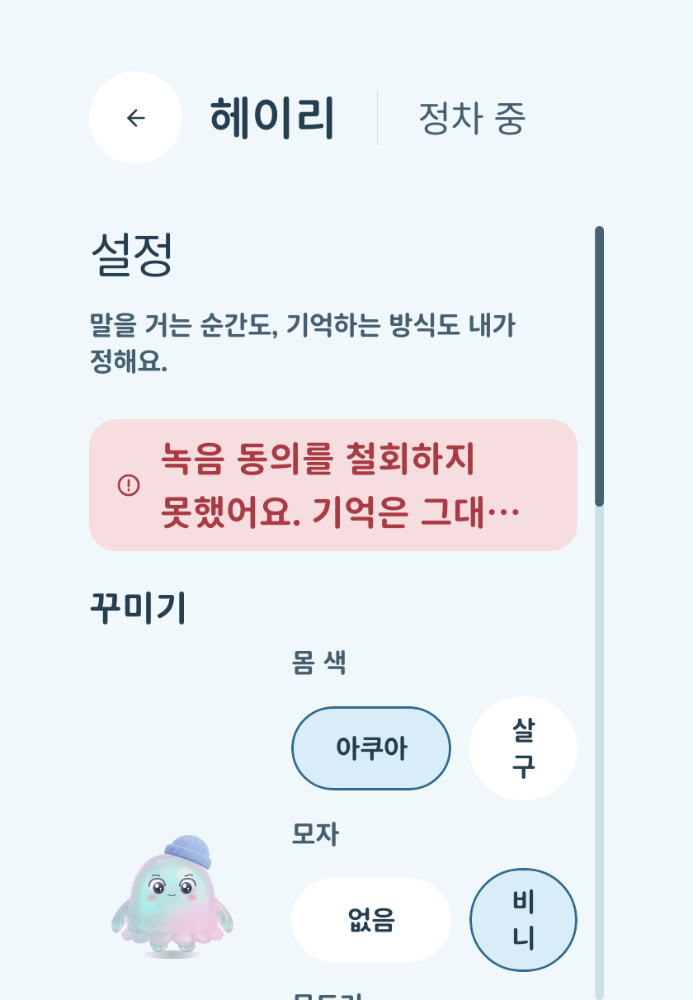 헤이리
정차 중
설정
말을 거는 순간도, 기억하는 방식도 내가
정해요.
녹음 동의를 철회하지
못했어요. 기억은 그대…
꾸미기
몸 색
아쿠아
살
구
모자
없음
비
니